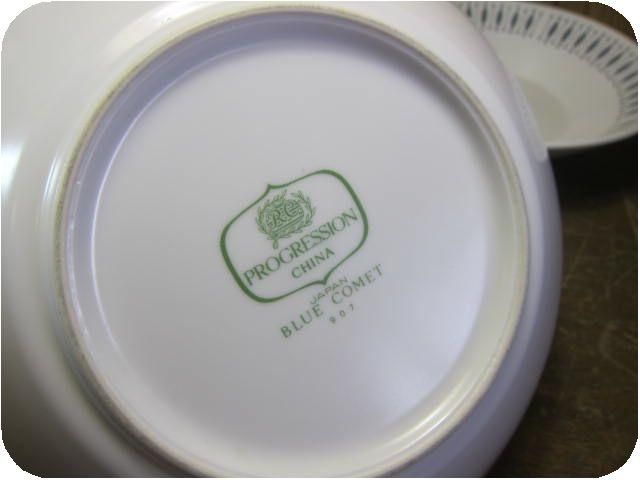 PROGRESSION
CHINA
JAPAN
BLUE COMET
907